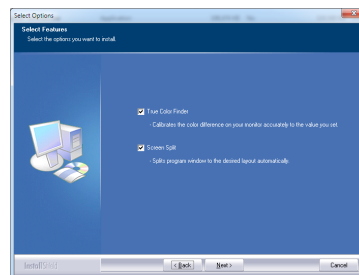 Select Options
Select Features
Select the options you want to install.
True Color Finder
- Calibrates the color difference on your monitor accurately to the value you set.
Screen Split
- Splits program window to the desired layout automatically.
InstallShield
< Back
Next >
Cancel